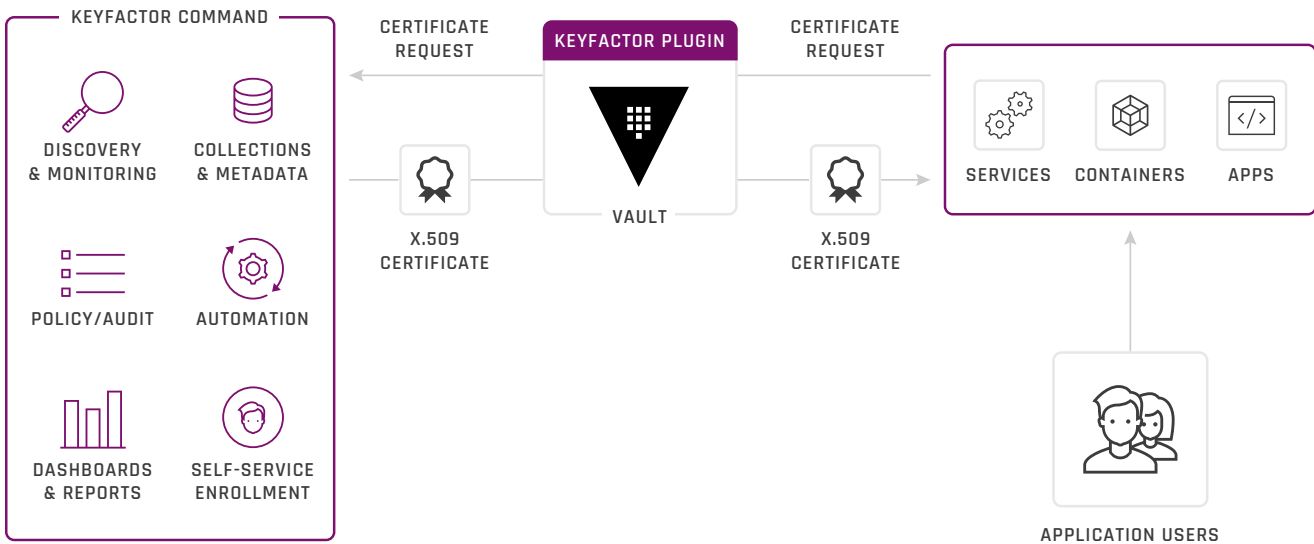 KEYFACTOR COMMAND
DISCOVERY
& MONITORING
COLLECTIONS
& METADATA
POLICY/AUDIT
AUTOMATION
DASHBOARDS
& REPORTS
SELF-SERVICE
ENROLLMENT
CERTIFICATE
REQUEST
X.509
CERTIFICATE
KEYFACTOR PLUGIN
VAULT
CERTIFICATE
REQUEST
X.509
CERTIFICATE
</>
SERVICES
CONTAINERS
APPS
APPLICATION USERS